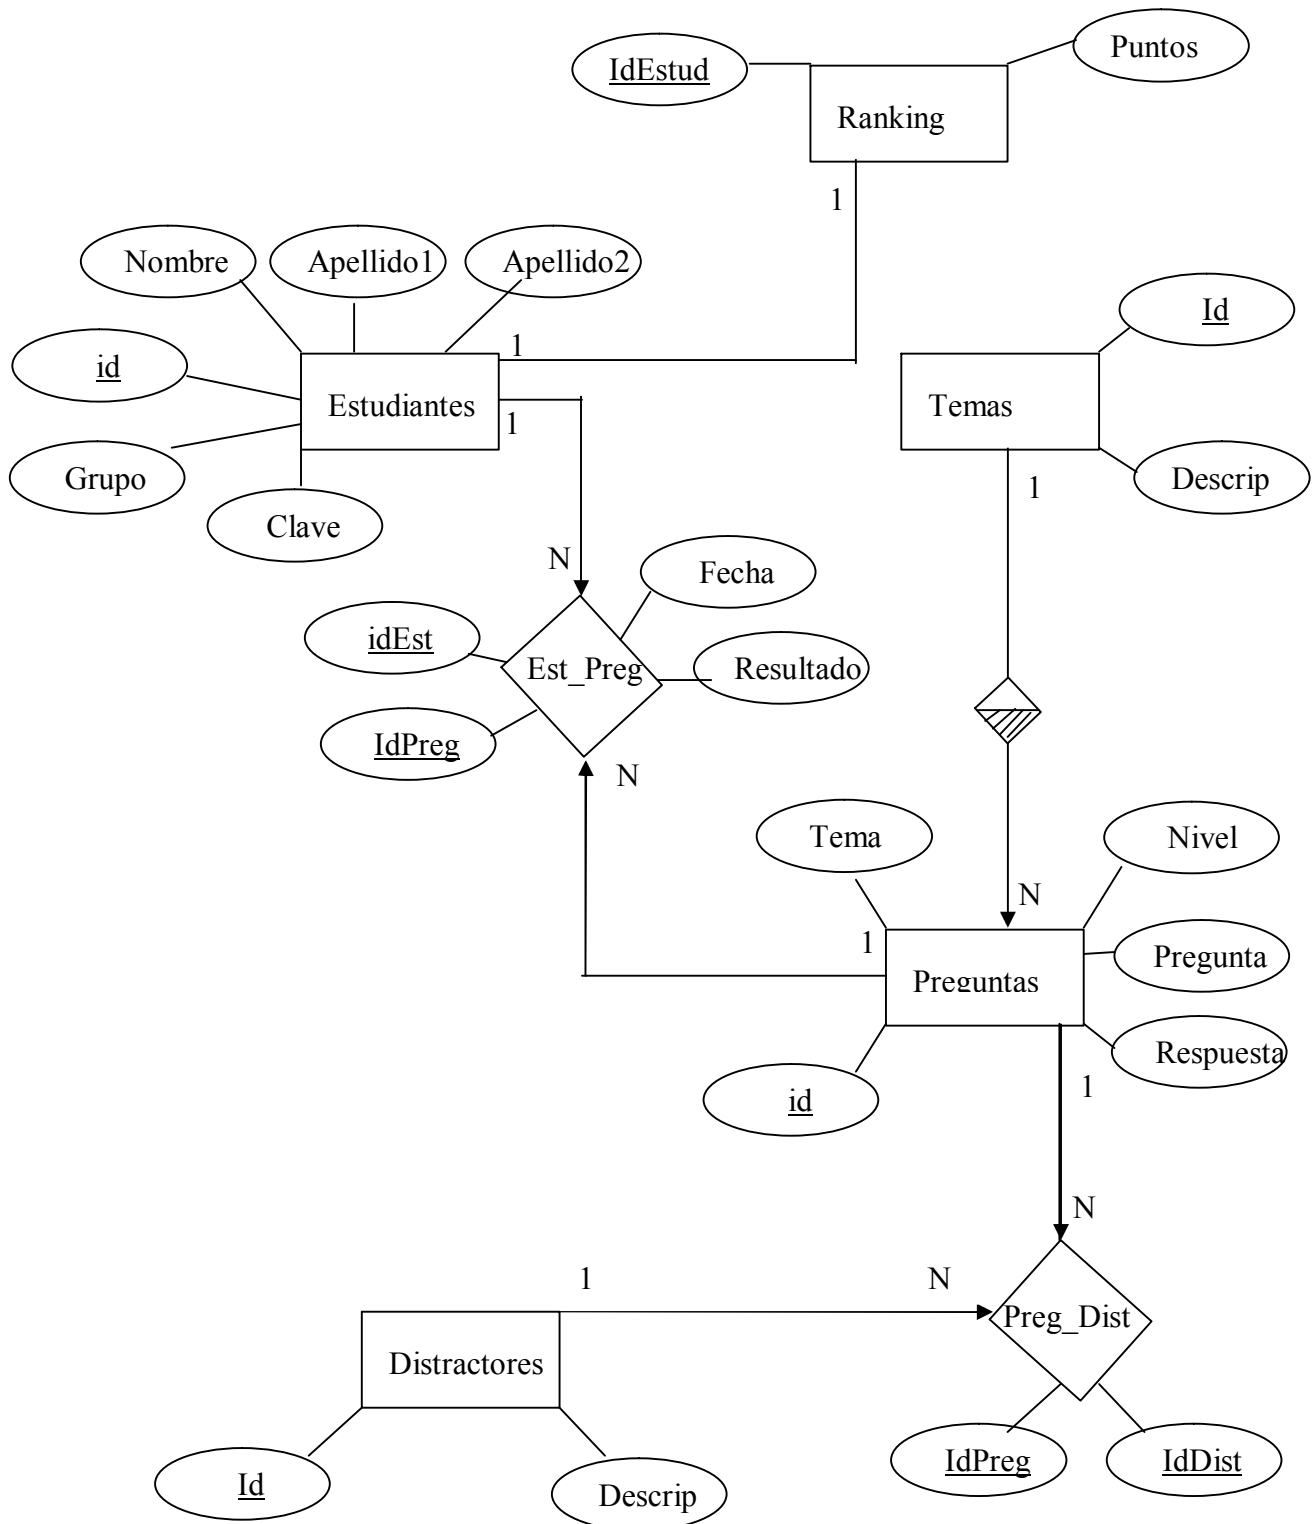 Puntos
IdEstud
Ranking
1
Nombre
Apellido1
Apellido2
Id
1
id
Estudiantes
1
Temas
Grupo
Descrip
1
Clave
N
Fecha
idEst
Est_Preg
Resultado
IdPreg
N
Tema
Nivel
N
1
Pregunta
Preguntas
Respuesta
1
id
N
1
N
Preg_Dist
Distractores
IdPreg
IdDist
Id
Descrip